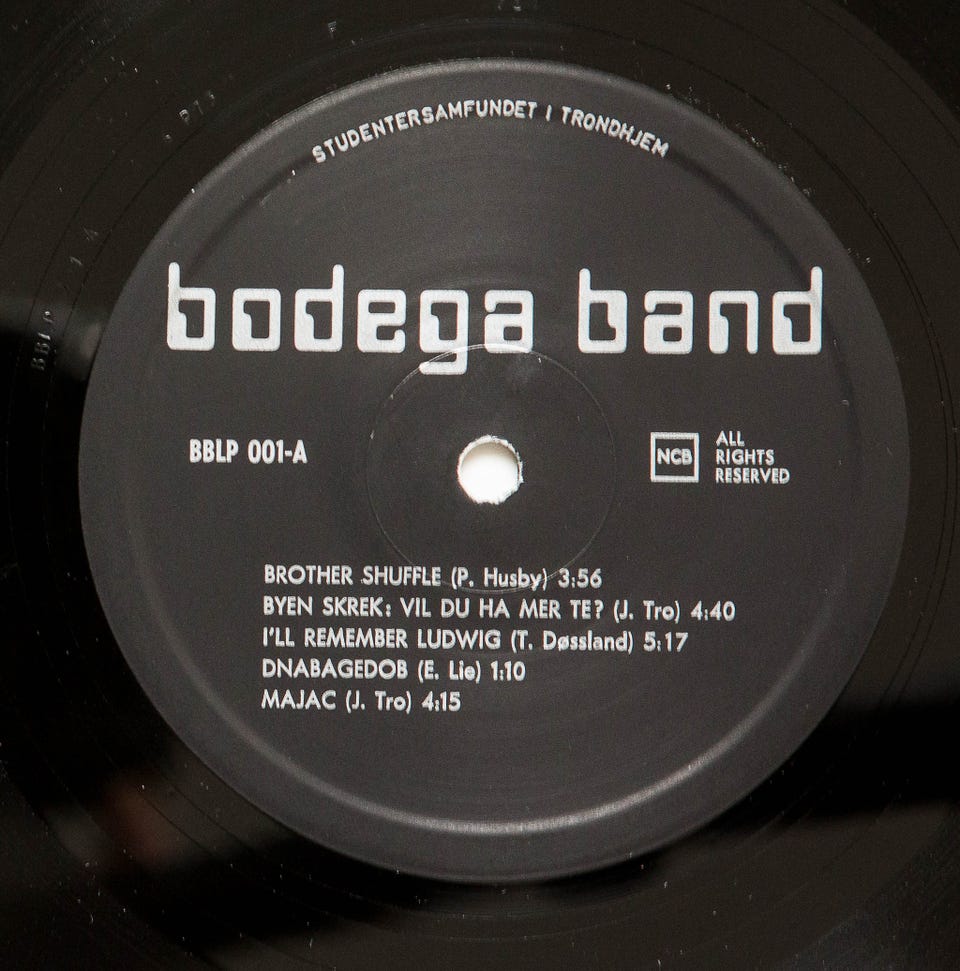 STUDENTERSAMFUNDET I TRONDHJEM
bodega band
BBLP 001-A
NCB
ALL
RIGHTS
RESERVED
BROTHER SHUFFLE (P. Husby) 3:56
BYEN SKREK: VIL DU HA MER TE? (J. Tro) 4:40
I'LL REMEMBER LUDWIG (T. Døssland) 5:17
DNABAGEDOB (E. Lie) 1:10
MAJAC (J. Tro) 4:15